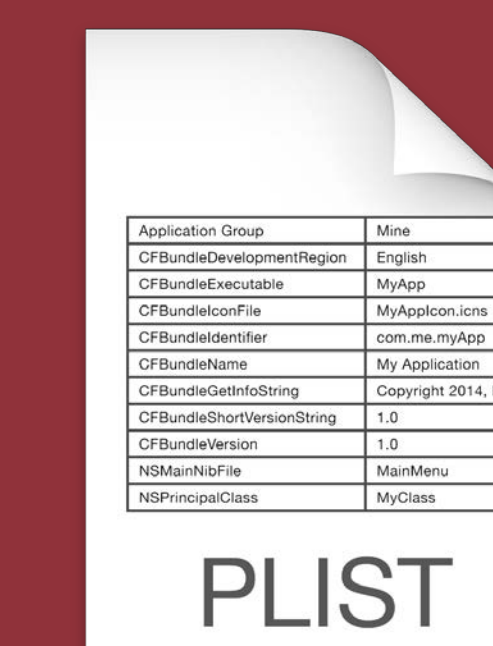 Application Group Mine
CFBundleDevelopmentRegion English
CFBundleExecutable MyApp
CFBundleIconFile MyAppIcon.icns
CFBundleIdentifier com.me.myApp
CFBundleName My Application
CFBundleGetInfoString Copyright 2014,
CFBundleShortVersionString 1.0
CFBundleVersion 1.0
NSMainNibFile MainMenu
NSPrincipalClass MyClass
PLIST